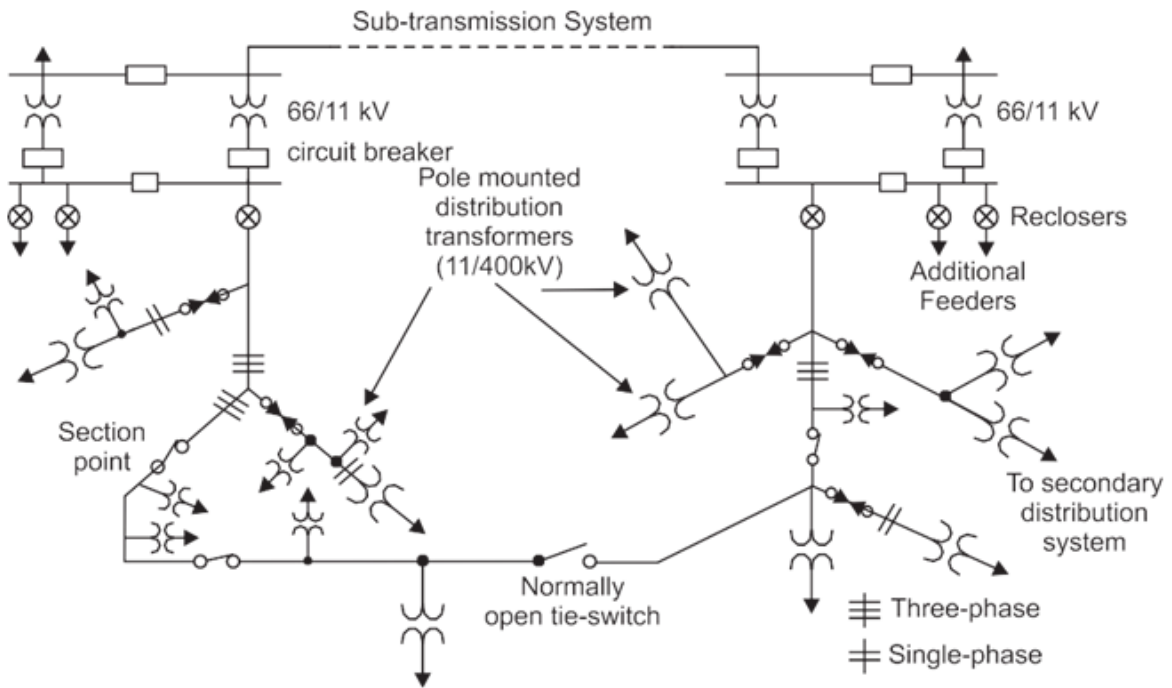 Sub-transmission System
66/11 kV
66/11 kV
circuit breaker
Pole mounted
distribution
transformers
(11/400kV)
Reclosers
Additional
Feeders
Section
point
To secondary
distribution
system
Normally
open tie-switch
Three-phase
Single-phase